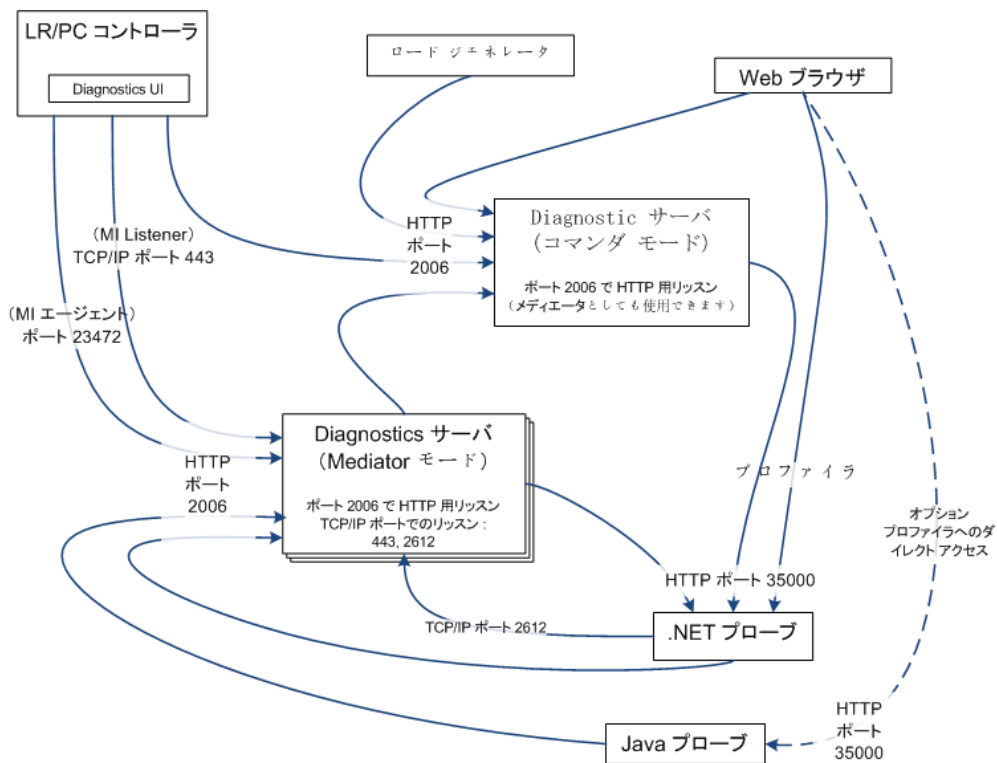 LR/PC コントローラ
Diagnostics UI
ロード ジエネレータ
Web ブラウザ
(MI Listener)
TCP/IP ポート 443
(MI エージェント)
ポート 23472
HTTP
ポート
2006
Diagnostic サーバ
(コマンダ モード)
ポート 2006 で HTTP 用リッスン
(メディエータとしても使用できます)
Diagnostics サーバ
(Mediator モード)
ポート 2006 で HTTP 用リッスン
TCP/IP ポートでのリッスン :
443, 2612
HTTP
ポート
2006
プロファイラ
オプション
プロファイラへのダ
イレクト アクセス
HTTP ポート 35000
TCP/IP ポート 2612
.NET プローブ
Java プローブ
HTTP
ポート
35000